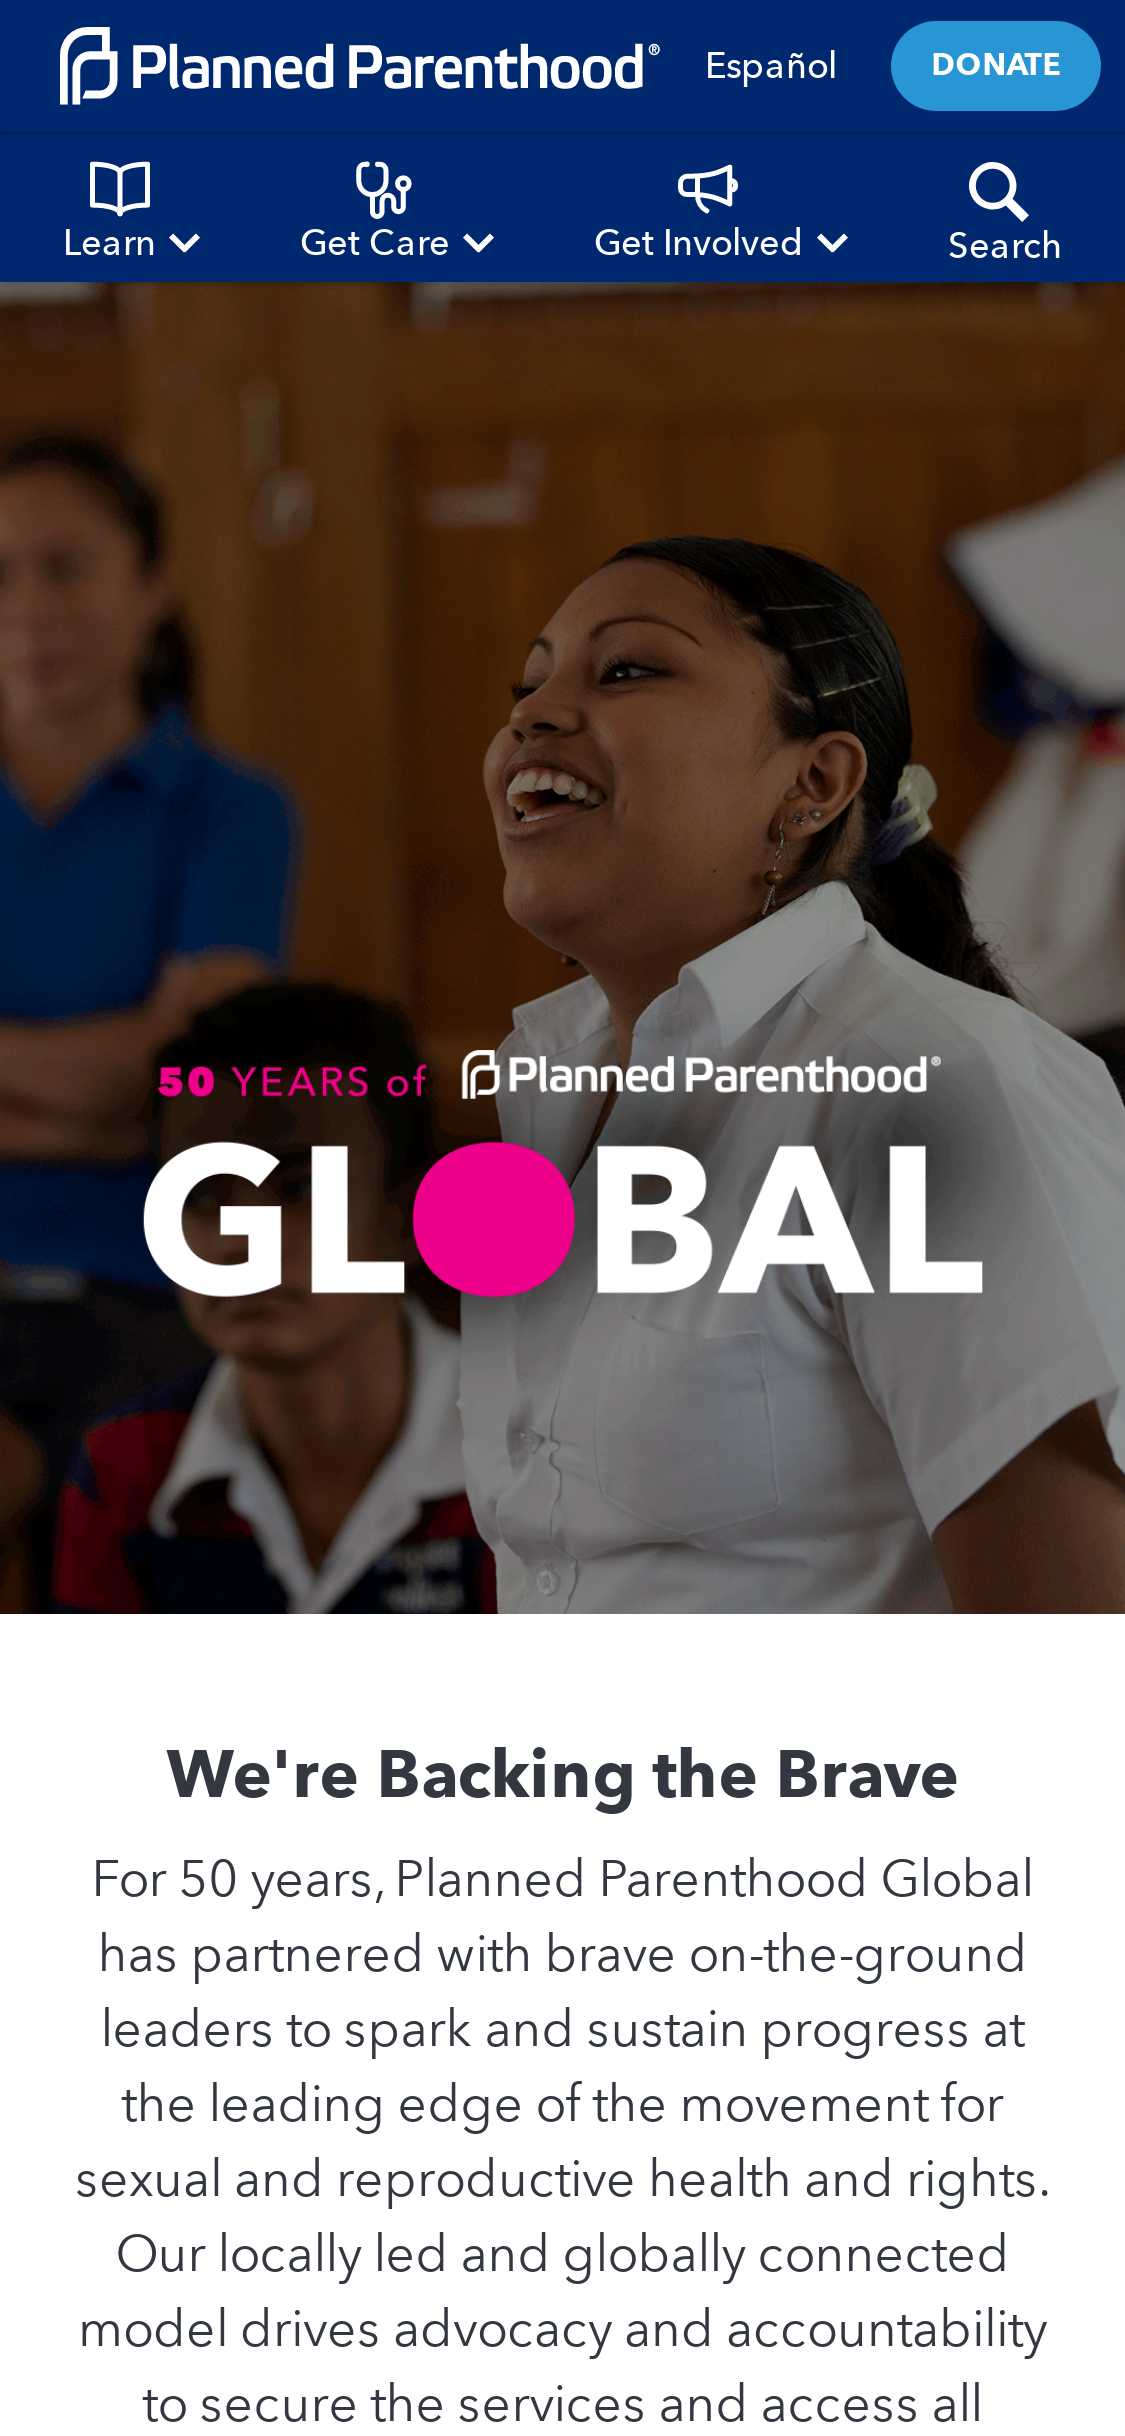 Planned Parenthood®
Español
DONATE
Learn
Get Care
Get Involved
Search
50 YEARS of Planned Parenthood®
GLOBAL
We're Backing the Brave
For 50 years, Planned Parenthood Global
has partnered with brave on-the-ground
leaders to spark and sustain progress at
the leading edge of the movement for
sexual and reproductive health and rights.
Our locally led and globally connected
model drives advocacy and accountability
to secure the services and access all